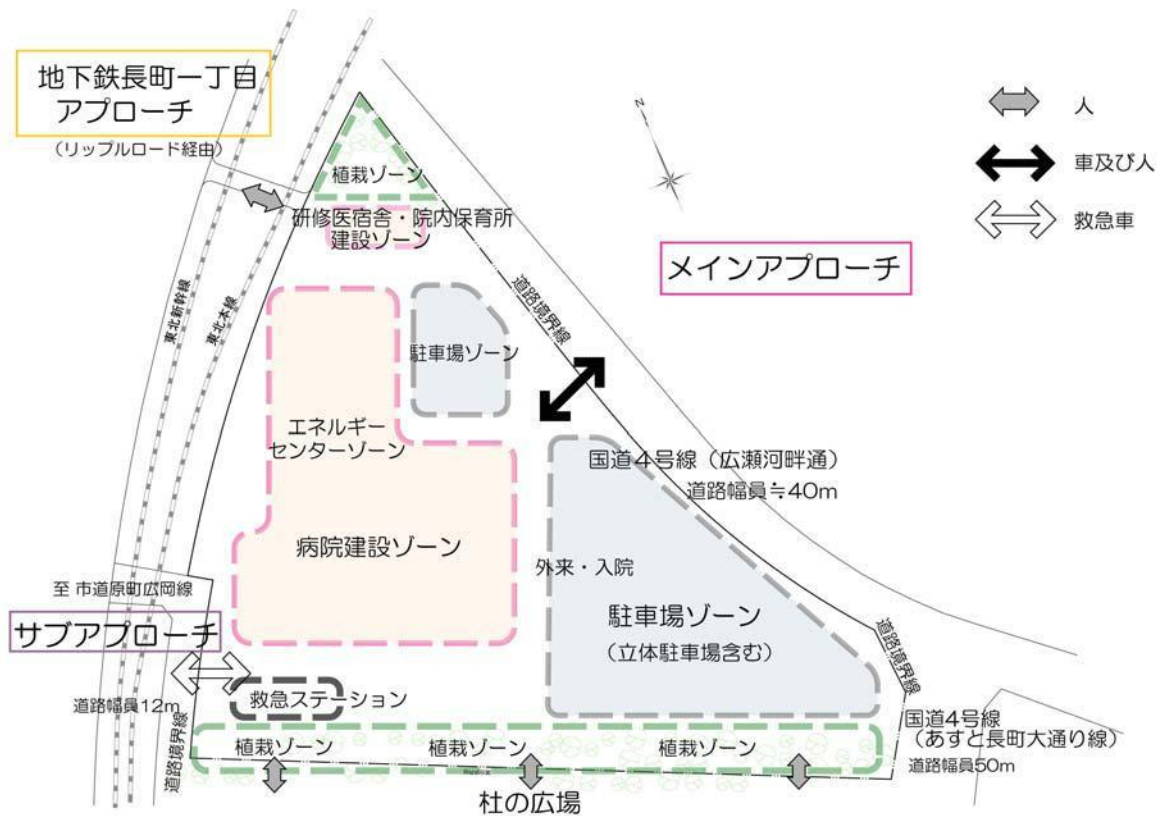 地下鉄長町一丁目
アプローチ
（リップルロード経由）
人
車及び人
救急車
N
植栽ゾーン
研修医宿舎・院内保育所
建設ゾーン
メインアプローチ
道路境界線
東北新幹線
東北本線
駐車場ゾーン
エネルギー
センターゾーン
国道4号線（広瀬河畔通）
道路幅員≒40m
病院建設ゾーン
外来・入院
至 市道原町広岡線
駐車場ゾーン
（立体駐車場含む）
サブアプローチ
道路境界線
救急ステーション
道路幅員12m
道路境界線
国道4号線
（あすと長町大通り線）
道路幅員50m
植栽ゾーン
植栽ゾーン
植栽ゾーン
杜の広場